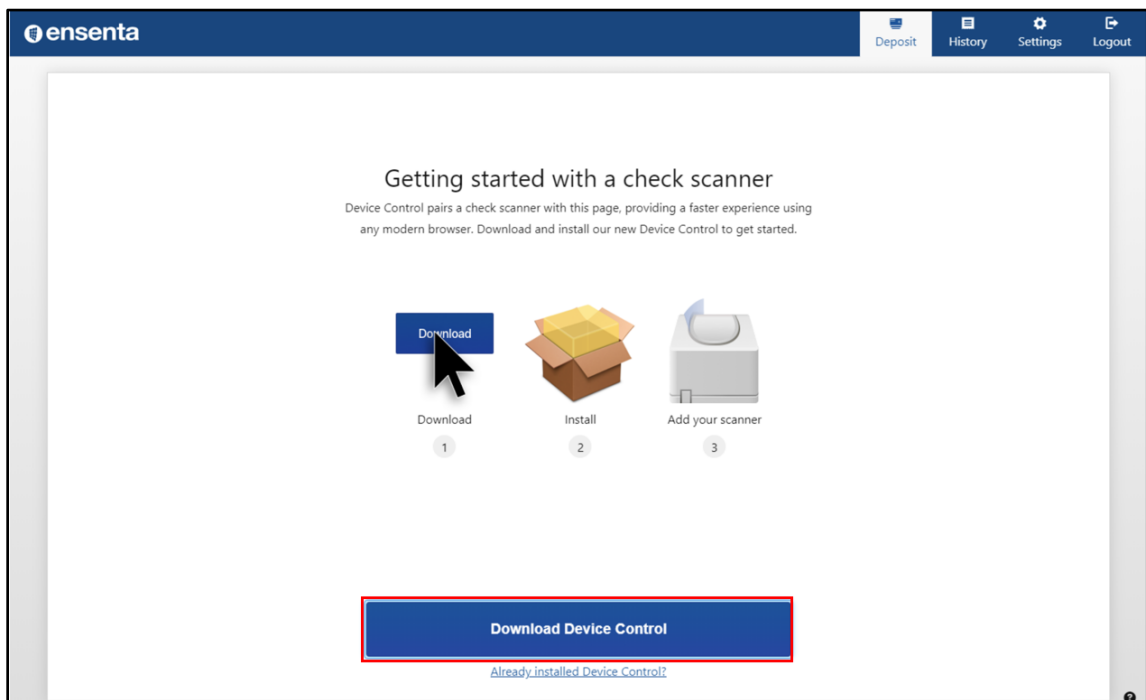 ensenta
Deposit
History
Settings
Logout
Getting started with a check scanner
Device Control pairs a check scanner with this page, providing a faster experience using
any modern browser. Download and install our new Device Control to get started.
Download
Download
Install
Add your scanner
1
2
3
Download Device Control
Already installed Device Control?
?